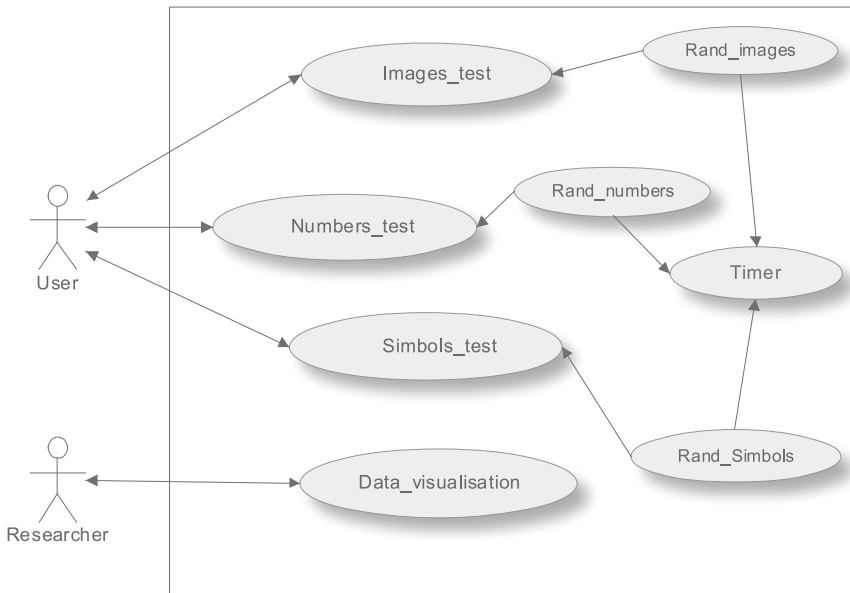 Rand_images
Images_test
Rand_numbers
Numbers_test
User
Timer
Simbols_test
Rand_Simbols
Data_visualisation
Researcher